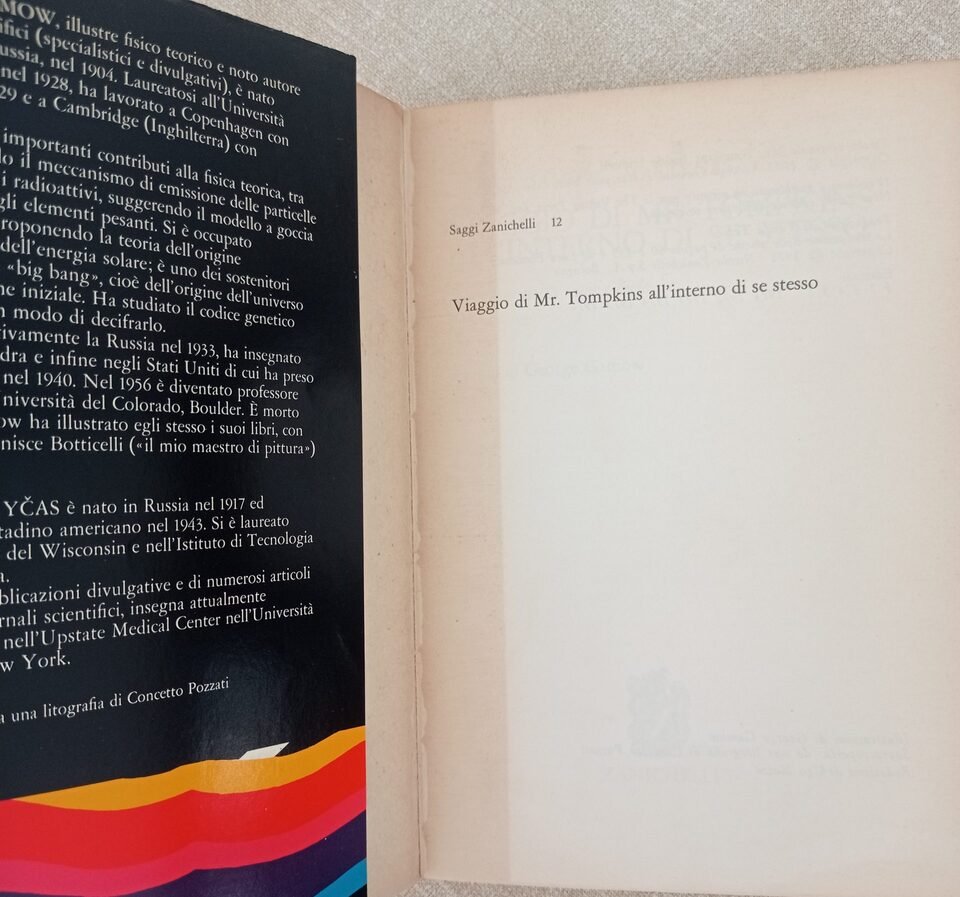 MOW, illustre fisico teorico e noto autore
ifici (specialistici e divulgativi), è nato
ussia, nel 1904. Laureatosi all'Università
nel 1928, ha lavorato a Copenhagen con
29 e a Cambridge (Inghilterra) con
importanti contributi alla fisica teorica, tra
lo il meccanismo di emissione delle particelle
i radioattivi, suggerendo il modello a goccia
gli elementi pesanti. Si è occupato
roponendo la teoria dell'origine
dell'energia solare; è uno dei sostenitori
«big bang», cioè dell'origine dell'universo
ne iniziale. Ha studiato il codice genetico
n modo di decifrarlo.
tivamente la Russia nel 1933, ha insegnato
dra e infine negli Stati Uniti di cui ha preso
nel 1940. Nel 1956 è diventato professore
niversità del Colorado, Boulder. È morto
ow ha illustrato egli stesso i suoi libri, con
nisce Botticelli («il mio maestro di pittura»)
YČAS è nato in Russia nel 1917 ed
tadino americano nel 1943. Si è laureato
del Wisconsin e nell'Istituto di Tecnologia
a.
blicazioni divulgative e di numerosi articoli
rnali scientifici, insegna attualmente
nell'Upstate Medical Center nell'Università
w York.
a una litografia di Concetto Pozzati
Saggi Zanichelli 12
Viaggio di Mr. Tompkins all'interno di se stesso